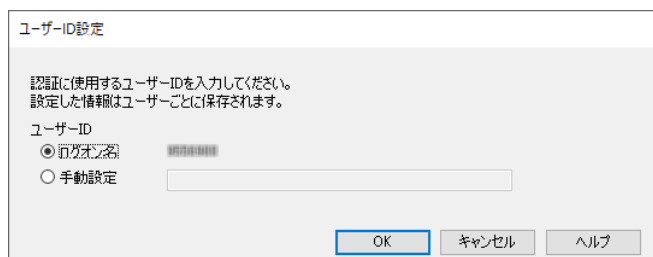 ユーザーID設定
認証に使用するユーザーIDを入力してください。
設定した情報はユーザーごとに保存されます。
ユーザーID
ログオン名
手動設定
OK キャンセル ヘルプ